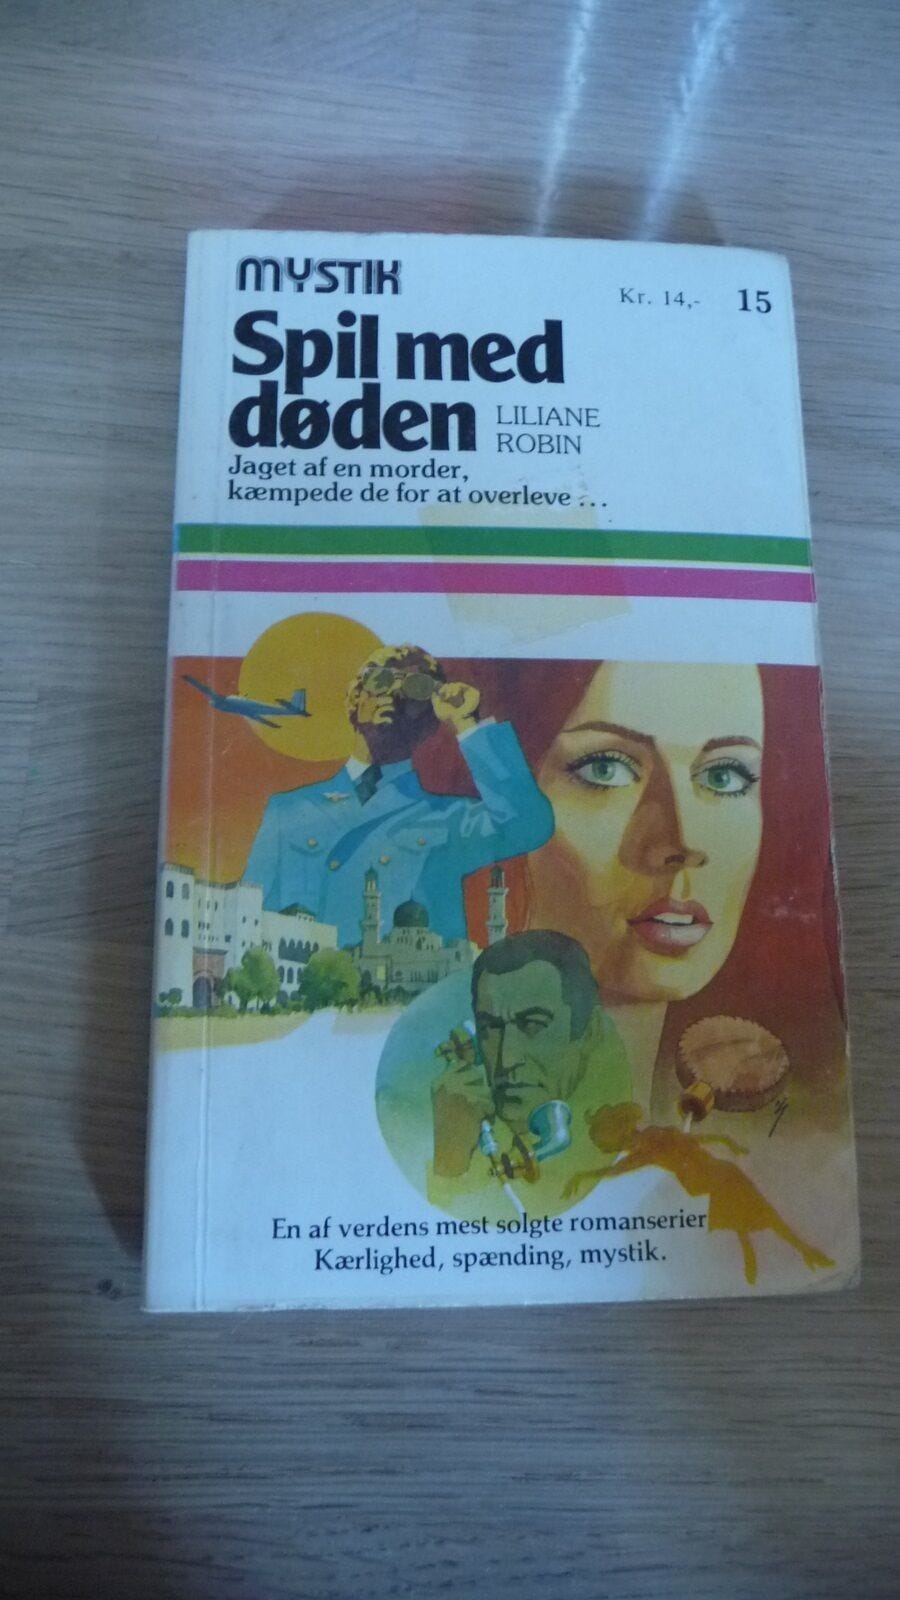 MYSTIK
Kr. 14,- 15
Spil med
døden
LILIANE
ROBIN
Jaget af en morder,
kæmpede de for at overleve ...
En af verdens mest solgte romanserier
Kærlighed, spænding, mystik.